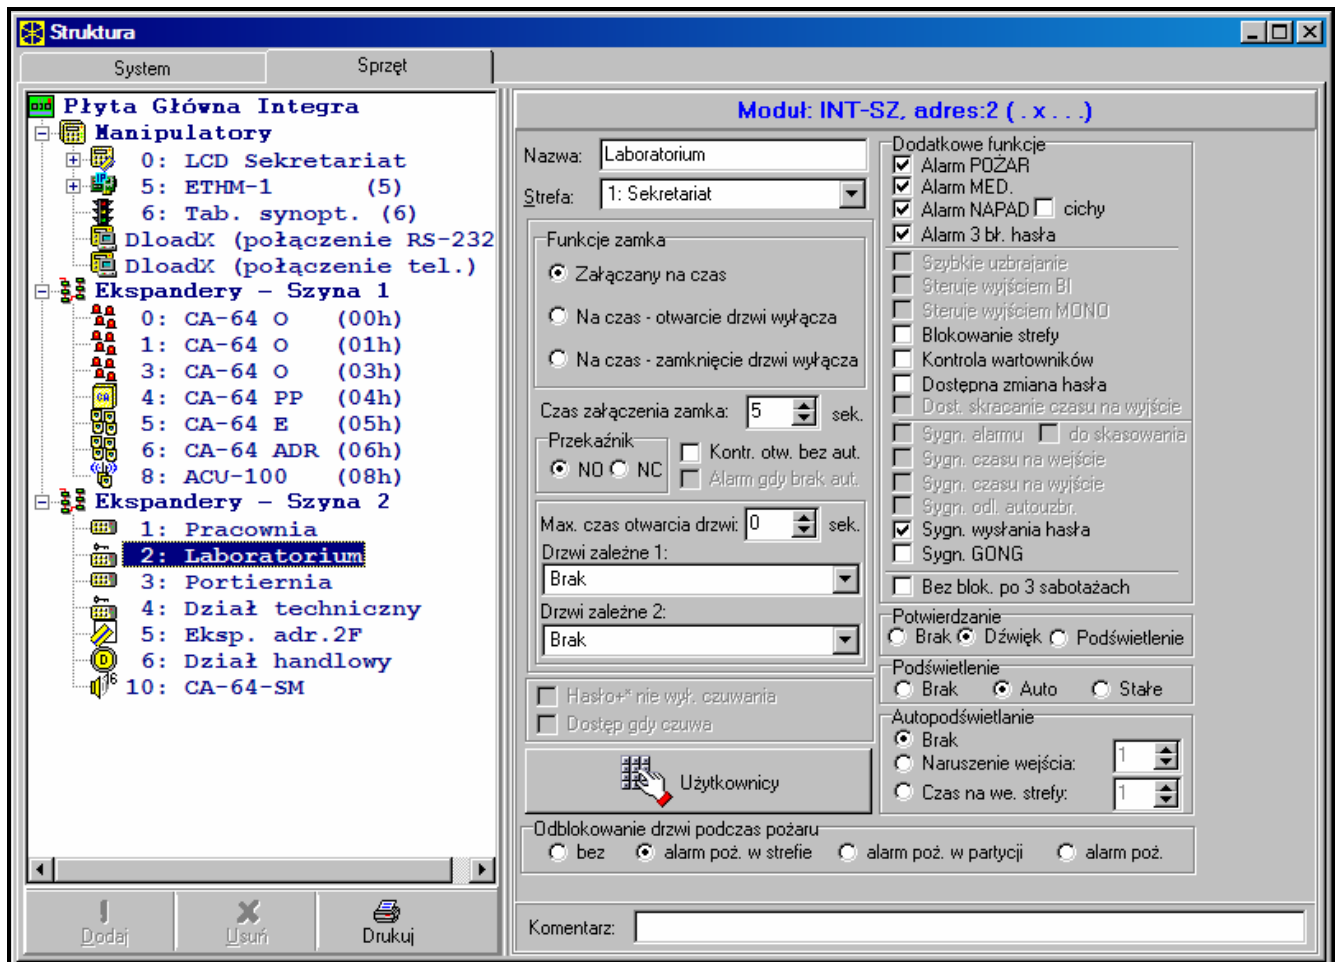 Struktura
System
Sprzęt
Płyta Główna Integra
Manipulatory
0: LCD Sekretariat
5: ETHM-1 (5)
6: Tab. synopt. (6)
DloadX (połączenie RS-232
DloadX (połączenie tel.)
Ekspandery – Szyna 1
0: CA-64 O (00h)
1: CA-64 O (01h)
3: CA-64 O (03h)
4: CA-64 PP (04h)
5: CA-64 E (05h)
6: CA-64 ADR (06h)
8: ACU-100 (08h)
Ekspandery – Szyna 2
1: Pracownia
2: Laboratorium
3: Portiernia
4: Dział techniczny
5: Eksp. adr.2F
6: Dział handlowy
10: CA-64-SM
Dodaj
Usuń
Drukuj
Moduł: INT-SZ, adres:2 ( . x . . .)
Nazwa: Laboratorium
Strefa: 1: Sekretariat
Funkcje zamka
Załączany na czas
Na czas - otwarcie drzwi wyłącza
Na czas - zamknięcie drzwi wyłącza
Czas załączenia zamka: 5 sek.
Przekaźnik
NO NC
Kontr. otw. bez aut.
Alarm gdy brak aut.
Max. czas otwarcia drzwi: 0 sek.
Drzwi zależne 1:
Brak
Drzwi zależne 2:
Brak
Hasło+* nie wył. czuwania
Dostęp gdy czuwa
Użytkownicy
Dodatkowe funkcje
Alarm POŻAR
Alarm MED.
Alarm NAPAD cichy
Alarm 3 bł. hasła
Szybkie uzbrajanie
Steruje wyjściem BI
Steruje wyjściem MONO
Blokowanie strefy
Kontrola wartowników
Dostępna zmiana hasła
Dost. skracanie czasu na wyjście
Sygn. alarmu do skasowania
Sygn. czasu na wejście
Sygn. czasu na wyjście
Sygn. odl. autouzbr.
Sygn. wysłania hasła
Sygn. GONG
Bez blok. po 3 sabotażach
Potwierdzanie
Brak Dźwięk Podświetlenie
Podświetlenie
Brak Auto Stałe
Autopodświetlanie
Brak
Naruszenie wejścia: 1
Czas na we. strefy: 1
Odblokowanie drzwi podczas pożaru
bez alarm poż. w strefie alarm poż. w partycji alarm poż.
Komentarz: